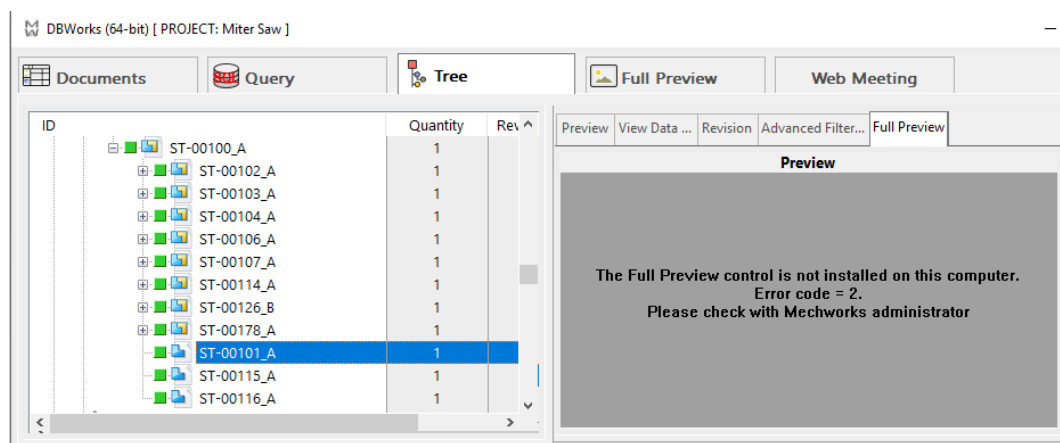 DBWorks (64-bit) [ PROJECT: Miter Saw ]
Documents Query Tree Full Preview Web Meeting
ID Quantity Rev
Preview View Data ... Revision Advanced Filter... Full Preview
Preview
ST-00100_A 1
ST-00102_A 1
ST-00103_A 1
ST-00104_A 1
ST-00106_A 1
ST-00107_A 1
ST-00114_A 1
ST-00126_B 1
ST-00178_A 1
ST-00101_A 1
ST-00115_A 1
ST-00116_A 1
The Full Preview control is not installed on this computer.
Error code = 2.
Please check with Mechworks administrator